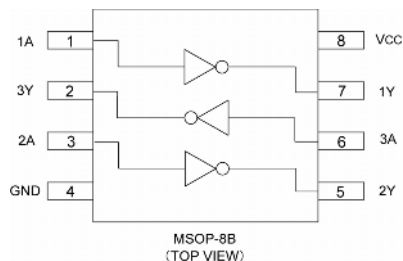 1A 1 8 VCC
3Y 2 7 1Y
2A 3 6 3A
GND 4 5 2Y
MSOP-8B
(TOP VIEW)